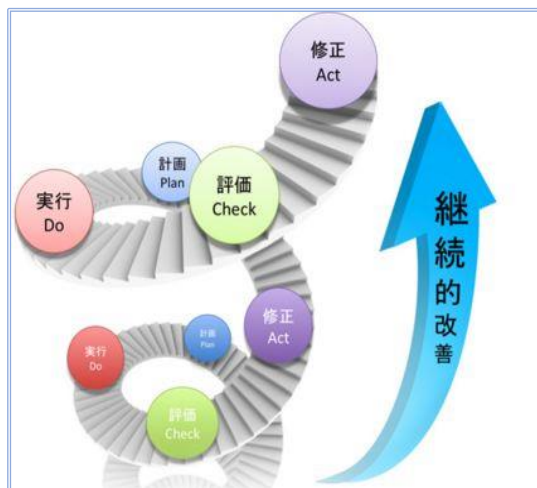 修正
Act
計画
Plan
実行
Do
評価
Check
修正
Act
計画
Plan
実行
Do
評価
Check
継続的改善